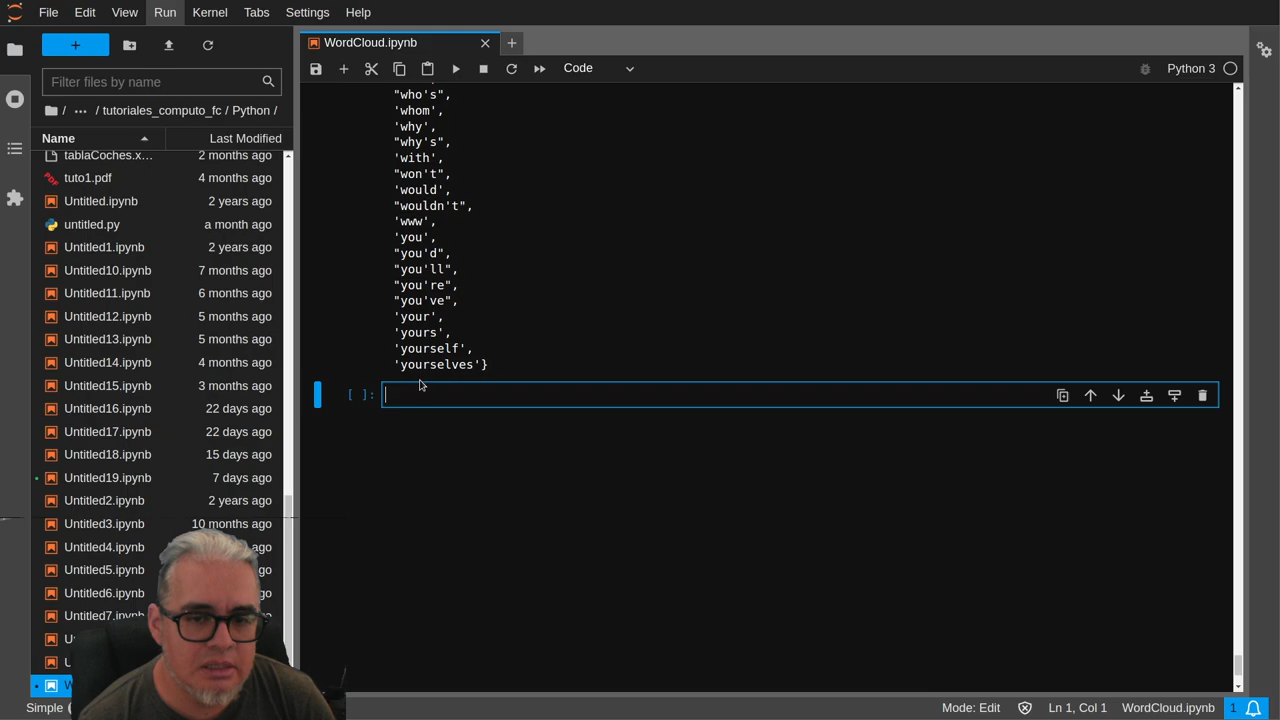 File Edit View Run Kernel Tabs Settings Help
WordCloud.ipynb
Filter files by name
Code
Python 3
/ ··· / tutoriales_computo_fc / Python /
Name Last Modified
tablaCoches.x… 2 months ago
tuto1.pdf 4 months ago
Untitled.ipynb 2 years ago
untitled.py a month ago
Untitled1.ipynb 2 years ago
Untitled10.ipynb 7 months ago
Untitled11.ipynb 6 months ago
Untitled12.ipynb 5 months ago
Untitled13.ipynb 5 months ago
Untitled14.ipynb 4 months ago
Untitled15.ipynb 3 months ago
Untitled16.ipynb 22 days ago
Untitled17.ipynb 22 days ago
Untitled18.ipynb 15 days ago
Untitled19.ipynb 7 days ago
Untitled2.ipynb 2 years ago
Untitled3.ipynb 10 months ago
Untitled4.ipynb ago
Untitled5.ipynb ago
Untitled6.ipynb ago
Untitled7.ipynb ago
"who's",
'whom',
'why',
"why's",
'with',
"won't",
'would',
"wouldn't",
'www',
'you',
"you'd",
"you'll",
"you're",
"you've",
'your',
'yours',
'yourself',
'yourselves'}
[ ]:
Simple
Mode: Edit
Ln 1, Col 1
WordCloud.ipynb
1